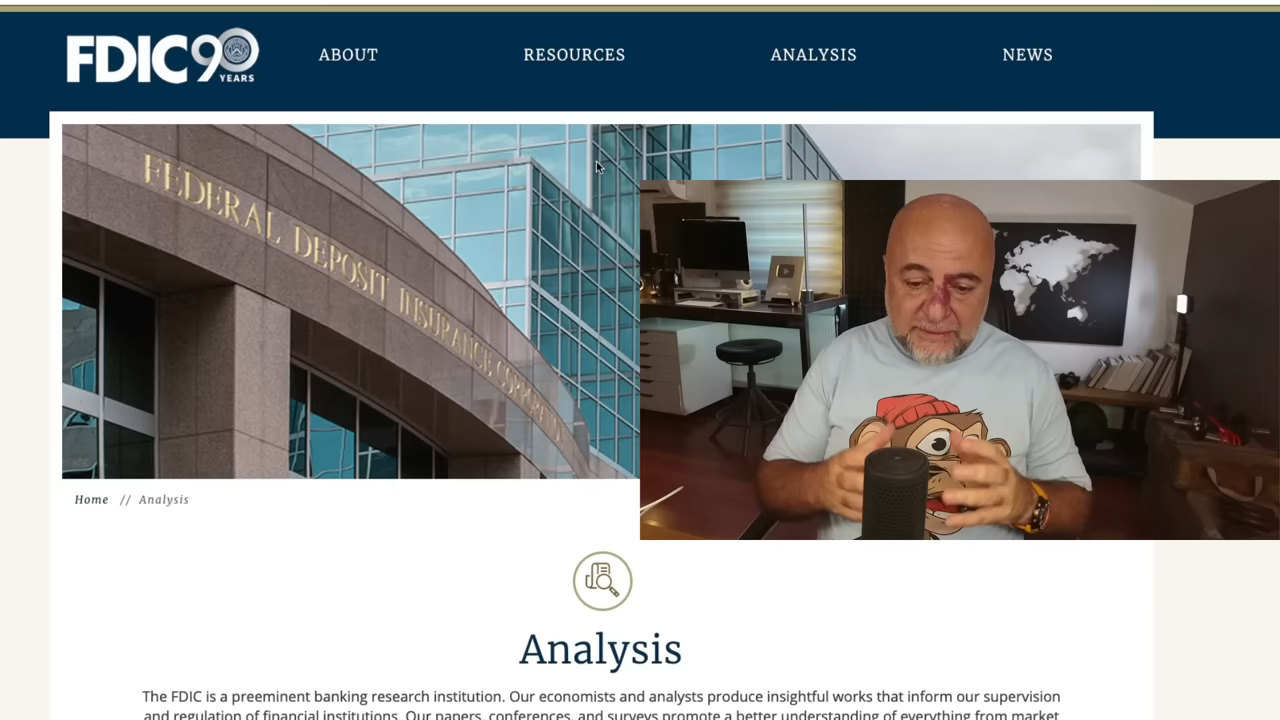 FDIC 90 YEARS
ABOUT
RESOURCES
ANALYSIS
NEWS
FEDERAL DEPOSIT INSURANCE CORPORATION
Home // Analysis
Analysis
The FDIC is a preeminent banking research institution. Our economists and analysts produce insightful works that inform our supervision
and regulation of financial institutions. Our papers, conferences, and surveys promote a better understanding of everything from market